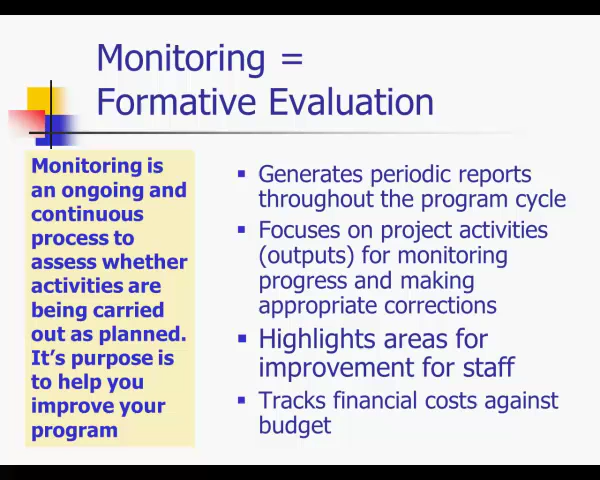 Monitoring =
Formative Evaluation
Monitoring is
an ongoing and
continuous
process to
assess whether
activities are
being carried
out as planned.
It's purpose is
to help you
improve your
program
▪ Generates periodic reports
throughout the program cycle
▪ Focuses on project activities
(outputs) for monitoring
progress and making
appropriate corrections
▪ Highlights areas for
improvement for staff
▪ Tracks financial costs against
budget